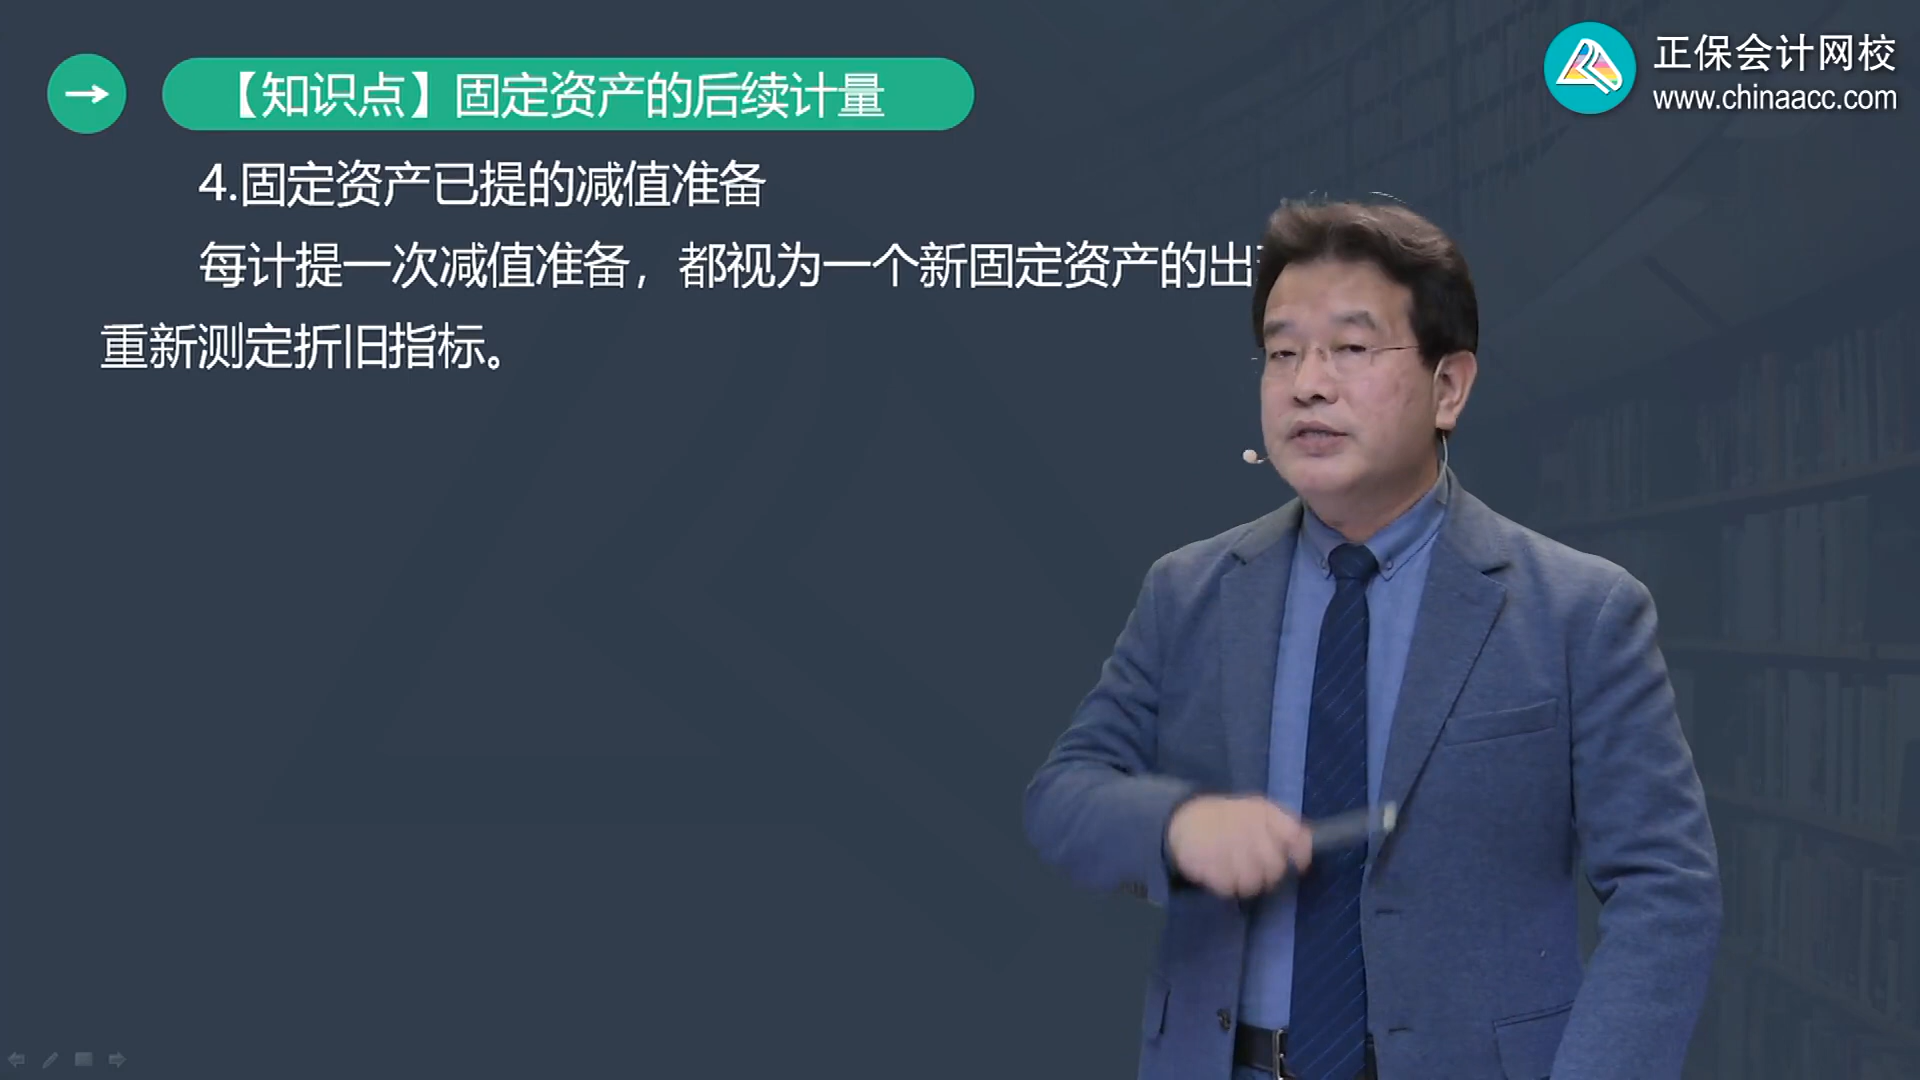 【知识点】固定资产的后续计量
正保会计网校
www.chinaacc.com
4.固定资产已提的减值准备
每计提一次减值准备，都视为一个新固定资产的出
重新测定折旧指标。